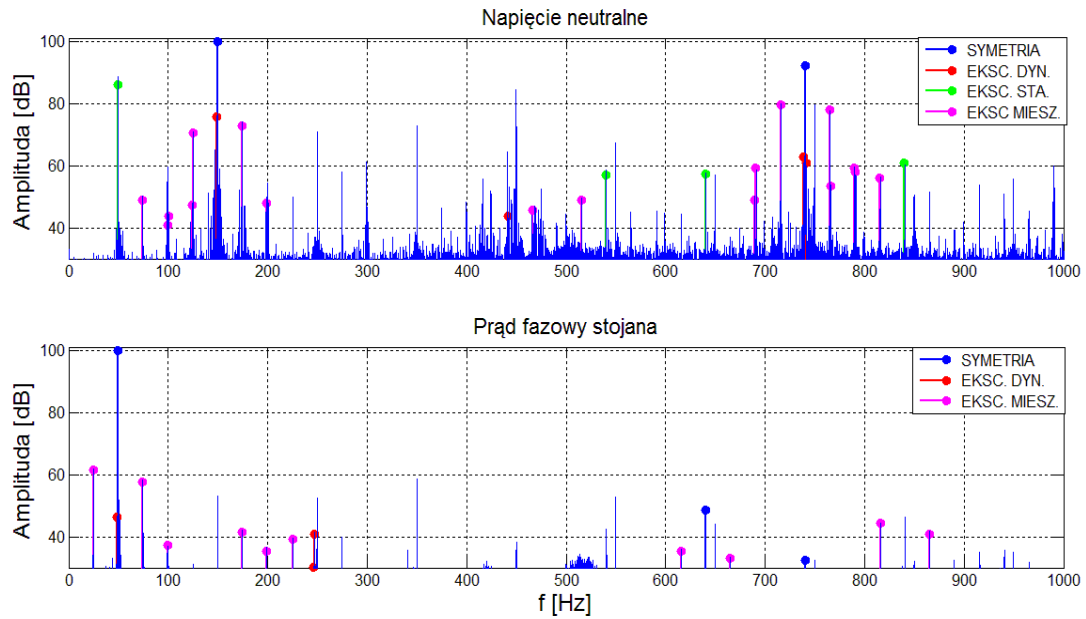 Napięcie neutralne
Amplituda [dB]
100
80
60
40
0 100 200 300 400 500 600 700 800 900 1000
SYMETRIA
EKSC. DYN.
EKSC. STA.
EKSC MIESZ.
Prąd fazowy stojana
Amplituda [dB]
100
80
60
40
0 100 200 300 400 500 600 700 800 900 1000
SYMETRIA
EKSC. DYN.
EKSC. MIESZ.
f [Hz]